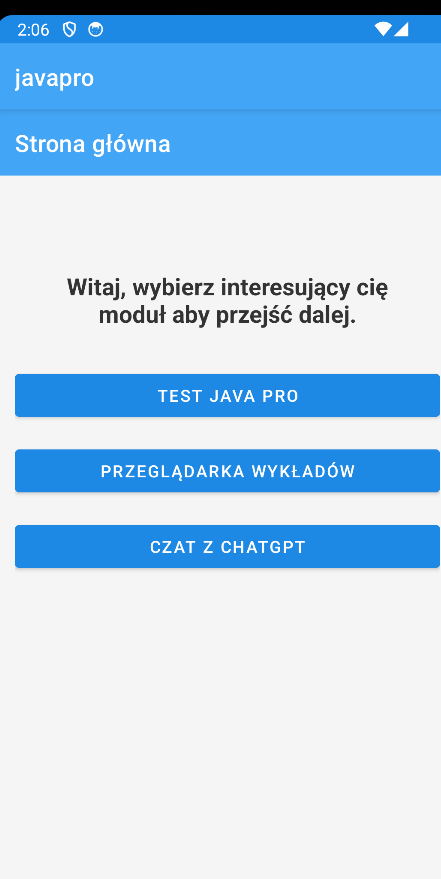 2:06
javapro
Strona główna
Witaj, wybierz interesujący cię
moduł aby przejść dalej.
TEST JAVA PRO
PRZEGLĄDARKA WYKŁADÓW
CZAT Z CHATGPT